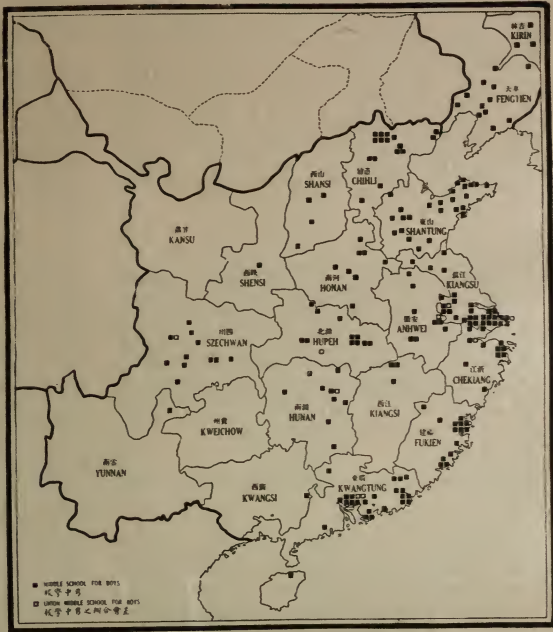 吉林
KIRIN
奉天
FENGTIEN
山西
SHANSI
直隸
CHIHLI
山東
SHANTUNG
甘肅
KANSU
陝西
SHENSI
河南
HONAN
江蘇
KIANGSU
安徽
ANHWEI
四川
SZECHWAN
湖北
HUPEH
浙江
CHEKIANG
湖南
HUNAN
江西
KIANGSI
貴州
KWEICHOW
福建
FUKIEN
雲南
YUNNAN
廣西
KWANGSI
廣東
KWANGTUNG
MIDDLE SCHOOL FOR BOYS
UNION MIDDLE SCHOOL FOR BOYS